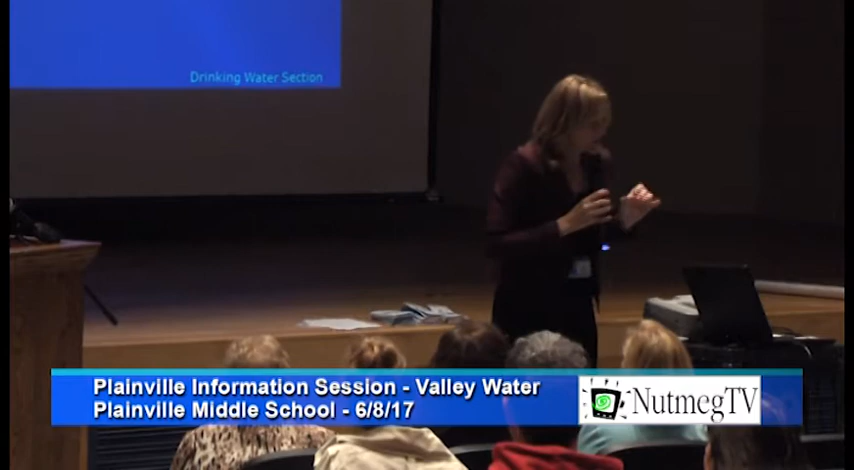 Drinking Water Section
Plainville Information Session - Valley Water
Plainville Middle School - 6/8/17
NutmegTV